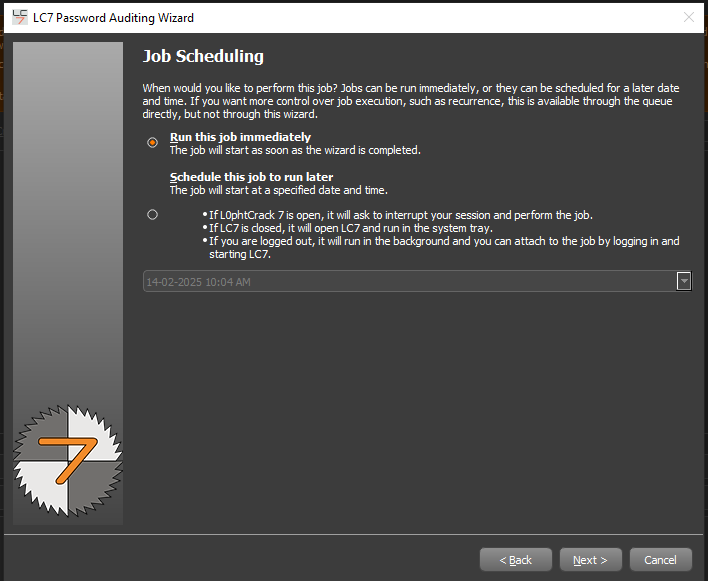 LC7 Password Auditing Wizard
Job Scheduling
When would you like to perform this job? Jobs can be run immediately, or they can be scheduled for a later date
and time. If you want more control over job execution, such as recurrence, this is available through the queue
directly, but not through this wizard.
Run this job immediately
The job will start as soon as the wizard is completed.
Schedule this job to run later
The job will start at a specified date and time.
• If L0phtCrack 7 is open, it will ask to interrupt your session and perform the job.
• If LC7 is closed, it will open LC7 and run in the system tray.
• If you are logged out, it will run in the background and you can attach to the job by logging in and
starting LC7.
14-02-2025 10:04 AM
7
< Back Next > Cancel